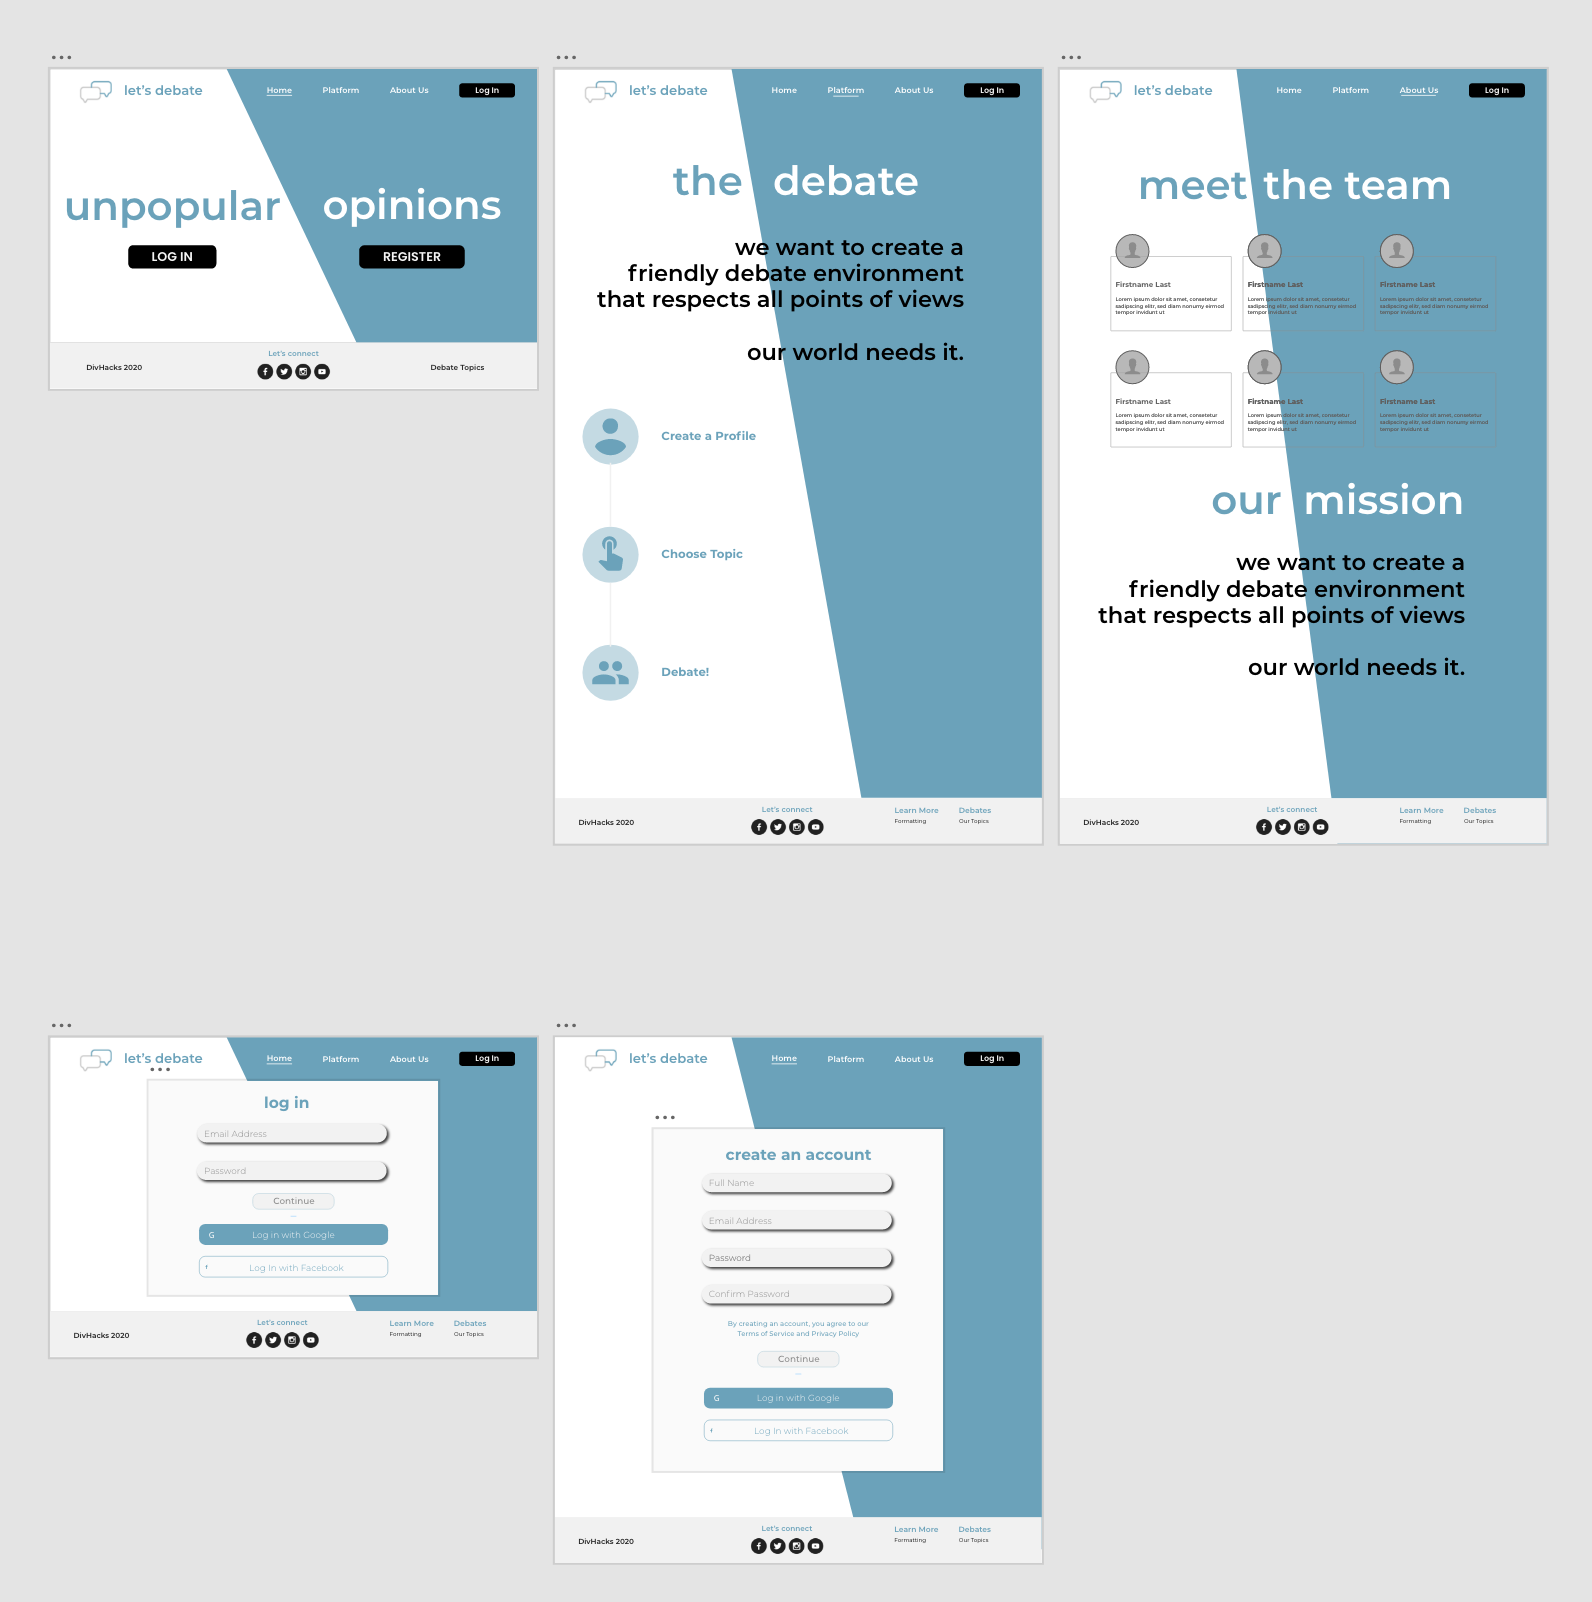 let's debate
Home Platform About Us Log In
unpopular opinions
LOG IN REGISTER
Let's connect
DivHacks 2020 Debate Topics
let's debate
Home Platform About Us Log In
the debate
we want to create a
friendly debate environment
that respects all points of views
our world needs it.
Create a Profile
Choose Topic
Debate!
Let's connect Learn More Debates
DivHacks 2020 Formatting Our Topics
let's debate
Home Platform About Us Log In
meet the team
Firstname Last
Lorem ipsum dolor sit amet, consetetur
sadipscing elitr, sed diam nonumy eirmod
tempor invidunt ut
Firstname Last
Lorem ipsum dolor sit amet, consetetur
sadipscing elitr, sed diam nonumy eirmod
tempor invidunt ut
Firstname Last
Lorem ipsum dolor sit amet, consetetur
sadipscing elitr, sed diam nonumy eirmod
tempor invidunt ut
Firstname Last
Lorem ipsum dolor sit amet, consetetur
sadipscing elitr, sed diam nonumy eirmod
tempor invidunt ut
Firstname Last
Lorem ipsum dolor sit amet, consetetur
sadipscing elitr, sed diam nonumy eirmod
tempor invidunt ut
Firstname Last
Lorem ipsum dolor sit amet, consetetur
sadipscing elitr, sed diam nonumy eirmod
tempor invidunt ut
our mission
we want to create a
friendly debate environment
that respects all points of views
our world needs it.
Let's connect Learn More Debates
DivHacks 2020 Formatting Our Topics
let's debate
Home Platform About Us Log In
log in
Email Address
Password
Continue
G Log in with Google
f Log In with Facebook
Let's connect Learn More Debates
DivHacks 2020 Formatting Our Topics
let's debate
Home Platform About Us Log In
create an account
Full Name
Email Address
Password
Confirm Password
By creating an account, you agree to our
Terms of Service and Privacy Policy
Continue
G Log in with Google
f Log In with Facebook
Let's connect Learn More Debates
DivHacks 2020 Formatting Our Topics